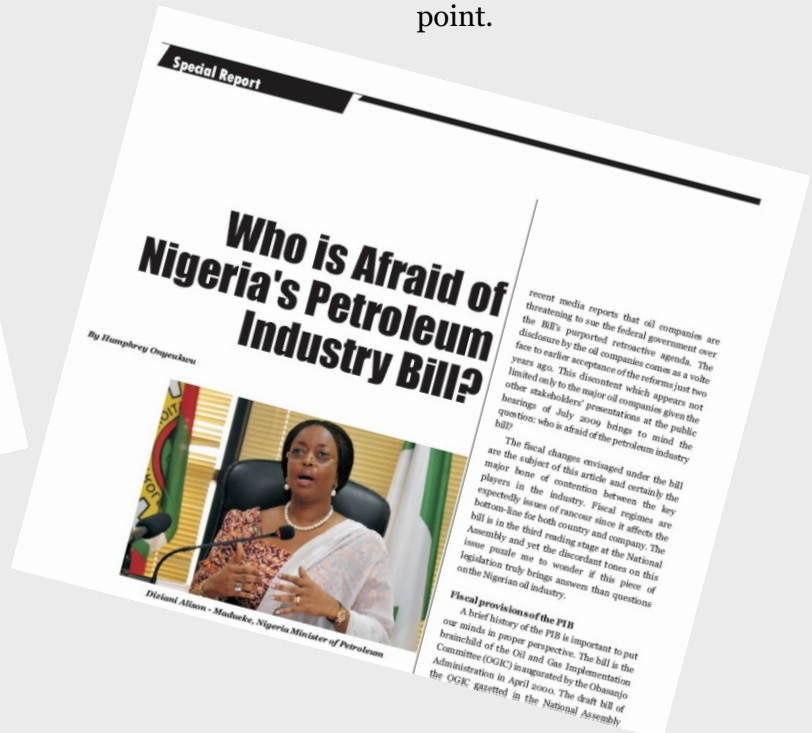 point.
Special Report
Who is Afraid of
Nigeria's Petroleum
Industry Bill?
By Humphrey Onyeukwu
Diziani Alison - Madueke, Nigeria Minister of Petroleum
recent media reports that oil companies are
threatening to sue the federal government over
the Bill's purported retroactive agenda. The
disclosure by the oil companies comes as a volte
face to earlier acceptance of the reforms just two
years ago. This discontent which appears not
limited only to the major oil companies given the
other stakeholders' presentations at the public
hearings of July 2009 brings to mind the
question: who is afraid of the petroleum industry
bill?
The fiscal changes envisaged under the bill
are the subject of this article and certainly the
major bone of contention between the key
players in the industry. Fiscal regimes are
expectedly issues of rancour since it affects the
bottom-line for both country and company. The
bill is in the third reading stage at the National
Assembly and yet the discordant tones on this
issue puzzle me to wonder if this piece of
legislation truly brings answers than questions
on the Nigerian oil industry.
Fiscal provisions of the PIB
A brief history of the PIB is important to put
our minds in proper perspective. The bill is the
brainchild of the Oil and Gas Implementation
Committee (OGIC) inaugurated by the Obasanjo
Administration in April 2000. The draft bill of
the OGIC gazetted in the National Assembly